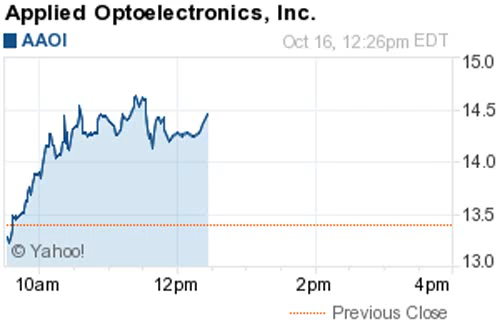 Applied Optoelectronics, Inc.
AAOI
Oct 16, 12:26pm EDT
15.0
14.5
14.0
13.5
13.0
© Yahoo!
10am 12pm 2pm 4pm
Previous Close